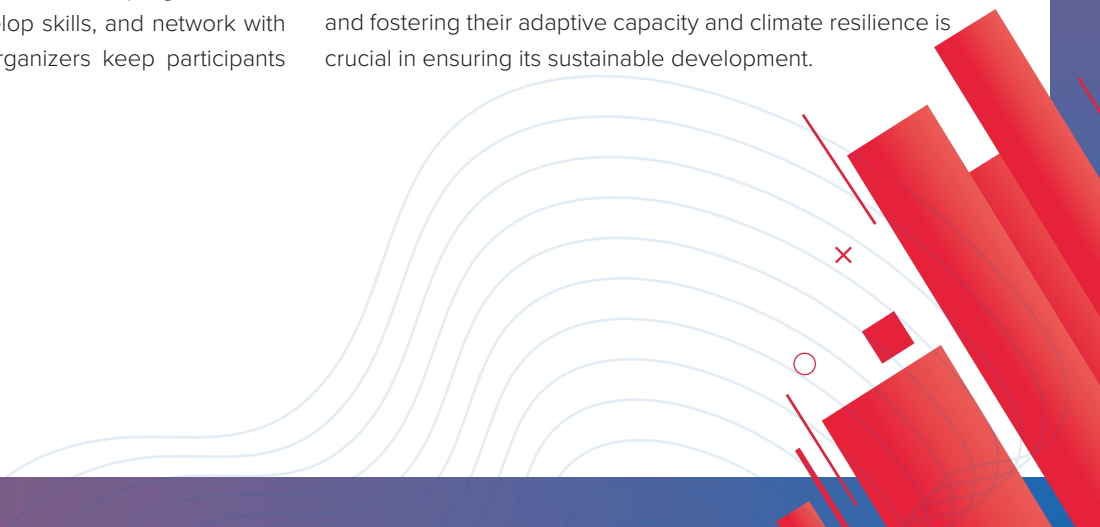 elop skills, and network with
rganizers keep participants
and fostering their adaptive capacity and climate resilience is
crucial in ensuring its sustainable development.